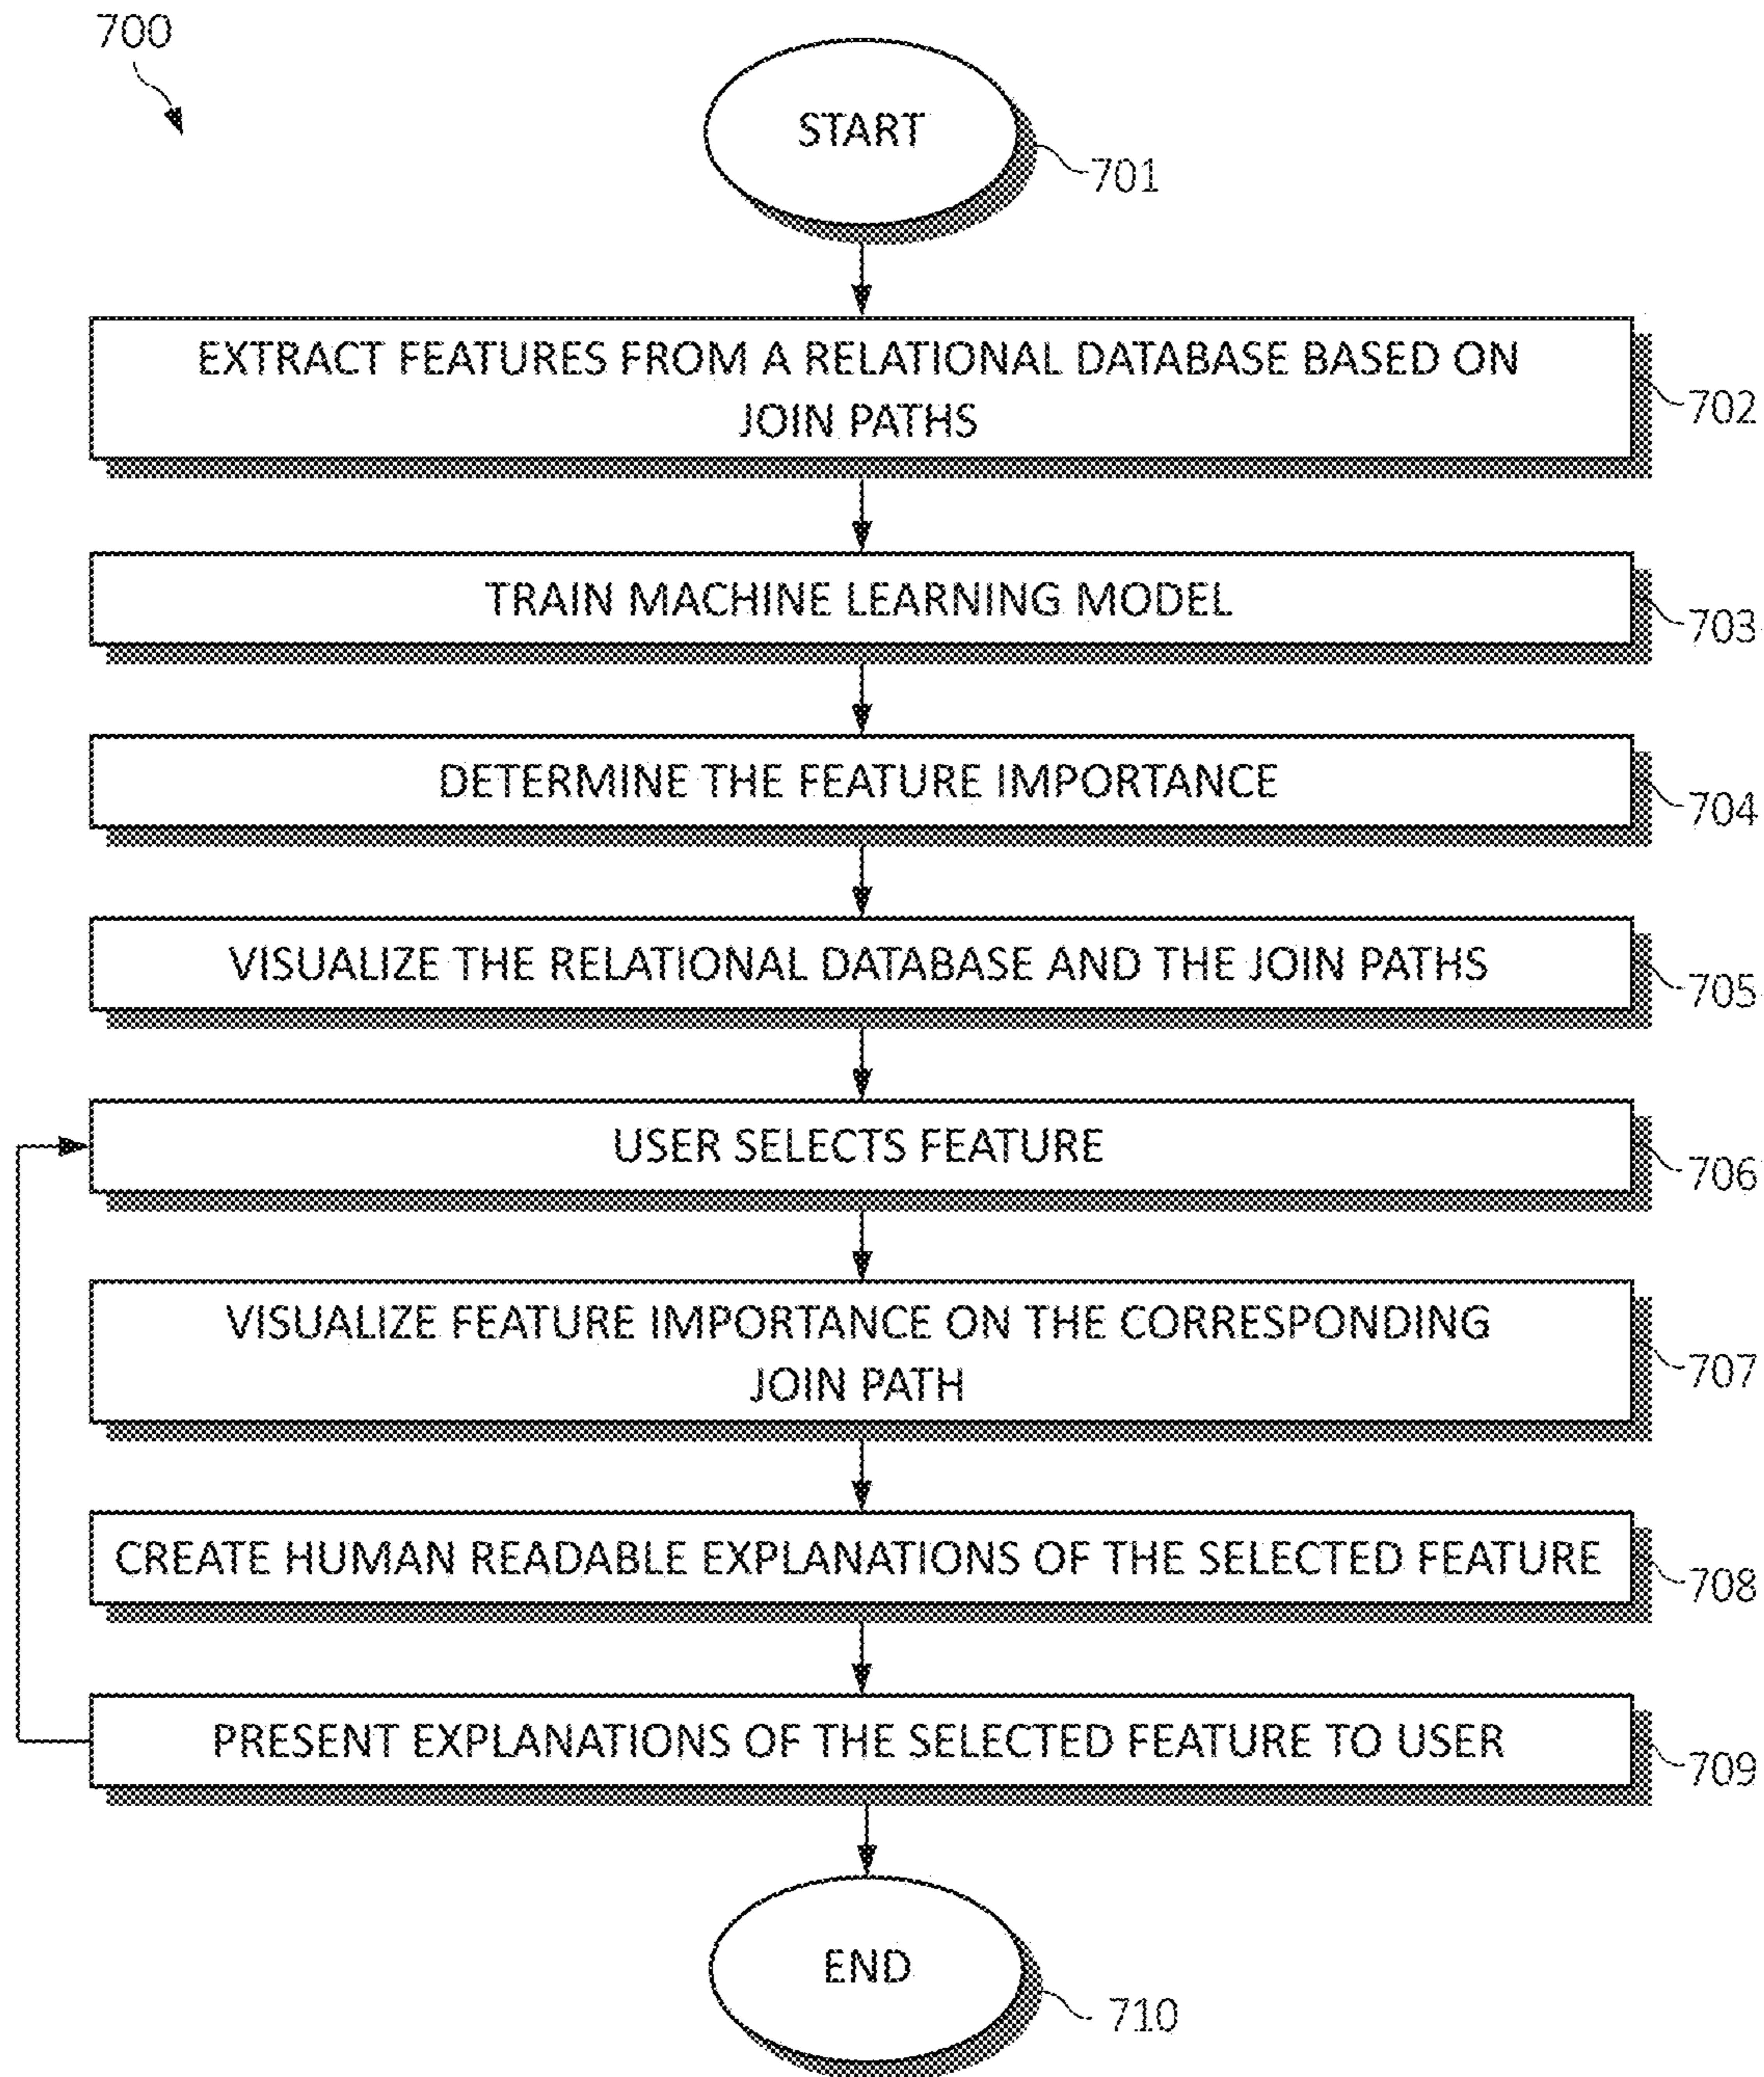 700
START
701
EXTRACT FEATURES FROM A RELATIONAL DATABASE BASED ON
JOIN PATHS
702
TRAIN MACHINE LEARNING MODEL
703
DETERMINE THE FEATURE IMPORTANCE
704
VISUALIZE THE RELATIONAL DATABASE AND THE JOIN PATHS
705
USER SELECTS FEATURE
706
VISUALIZE FEATURE IMPORTANCE ON THE CORRESPONDING
JOIN PATH
707
CREATE HUMAN READABLE EXPLANATIONS OF THE SELECTED FEATURE
708
PRESENT EXPLANATIONS OF THE SELECTED FEATURE TO USER
709
END
710